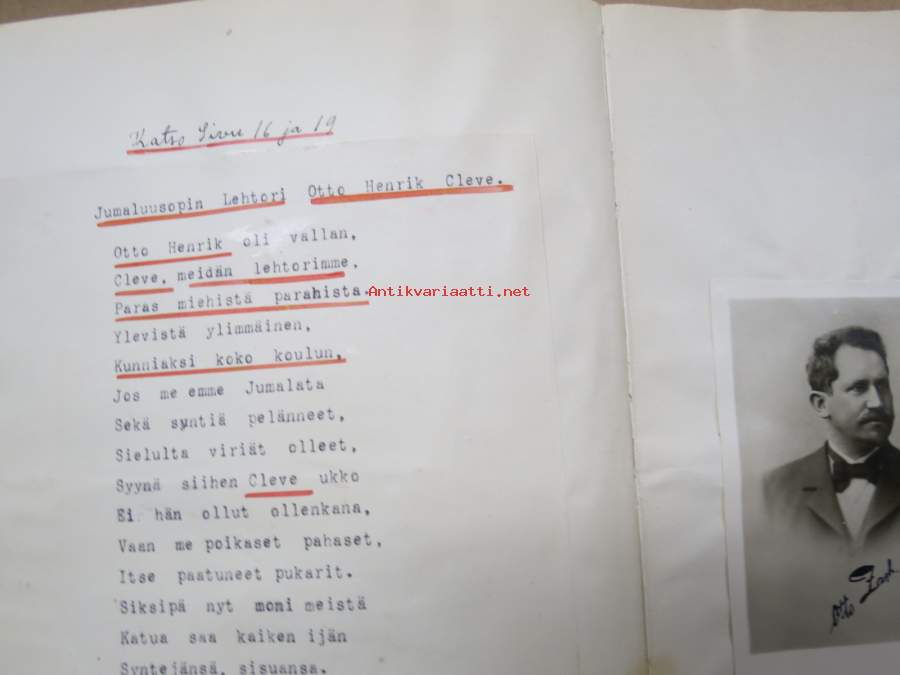 Katso Sivu 16 ja 19
Jumaluusopin Lehtori Otto Henrik Cleve.
Otto Henrik oli vallan,
Cleve, meidän lehtorimme,
Paras miehistä parahista.
Ylevistä ylimmäinen,
Kunniaksi koko koulun,
Jos me emme Jumalata
Sekä syntiä pelänneet,
Sielulta viriät olleet,
Syynä siihen Cleve ukko
Ei hän ollut ollenkana,
Vaan me poikaset pahaset,
Itse paatuneet pukarit.
Siksipä nyt moni meistä
Katua saa kaiken ijän
Syntejänsä, sisuansa.
Antikvariaatti.net
Otto